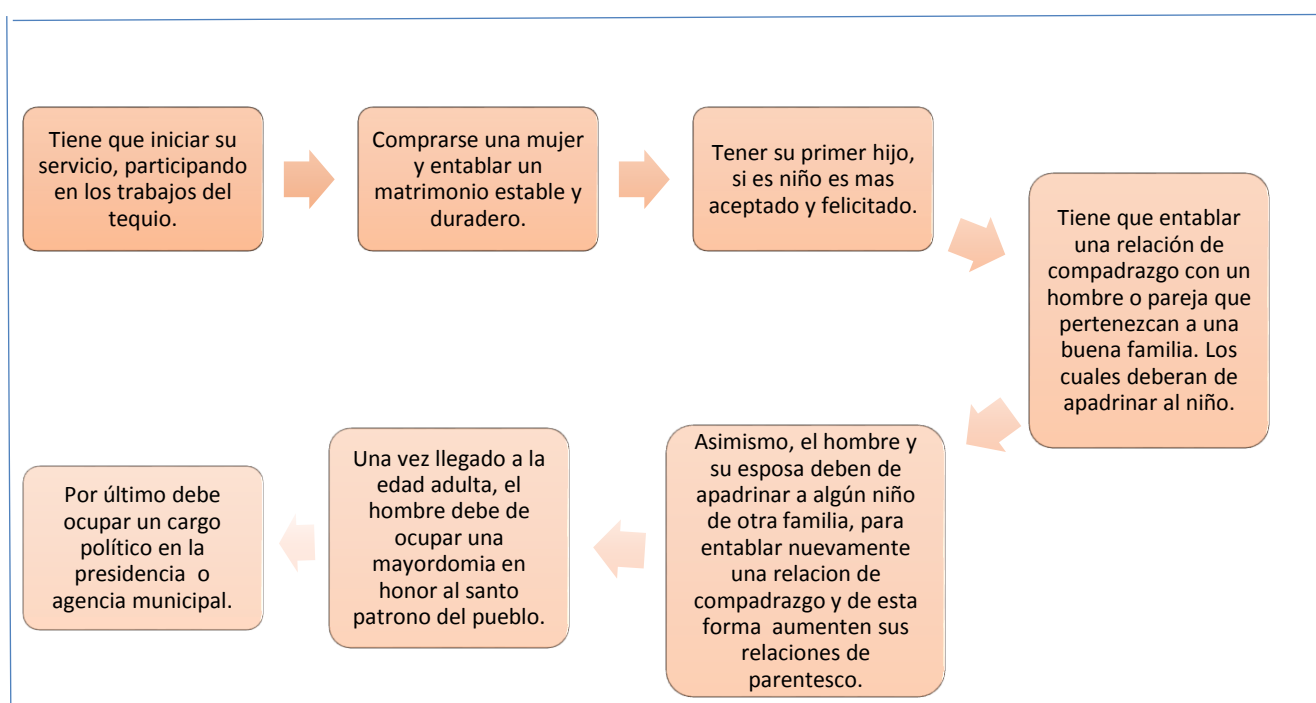 Tiene que iniciar su
servicio, participando
en los trabajos del
tequio.
Comprarse una mujer
y entablar un
matrimonio estable y
duradero.
Tener su primer hijo,
si es niño es mas
aceptado y felicitado.
Tiene que entablar
una relación de
compadrazgo con un
hombre o pareja que
pertenezcan a una
buena familia. Los
cuales deberan de
apadrinar al niño.
Asimismo, el hombre y
su esposa deben de
apadrinar a algún niño
de otra familia, para
entablar nuevamente
una relacion de
compadrazgo y de esta
forma  aumenten sus
relaciones de
parentesco.
Una vez llegado a la
edad adulta, el
hombre debe de
ocupar una
mayordomia en
honor al santo
patrono del pueblo.
Por último debe
ocupar un cargo
político en la
presidencia  o
agencia municipal.